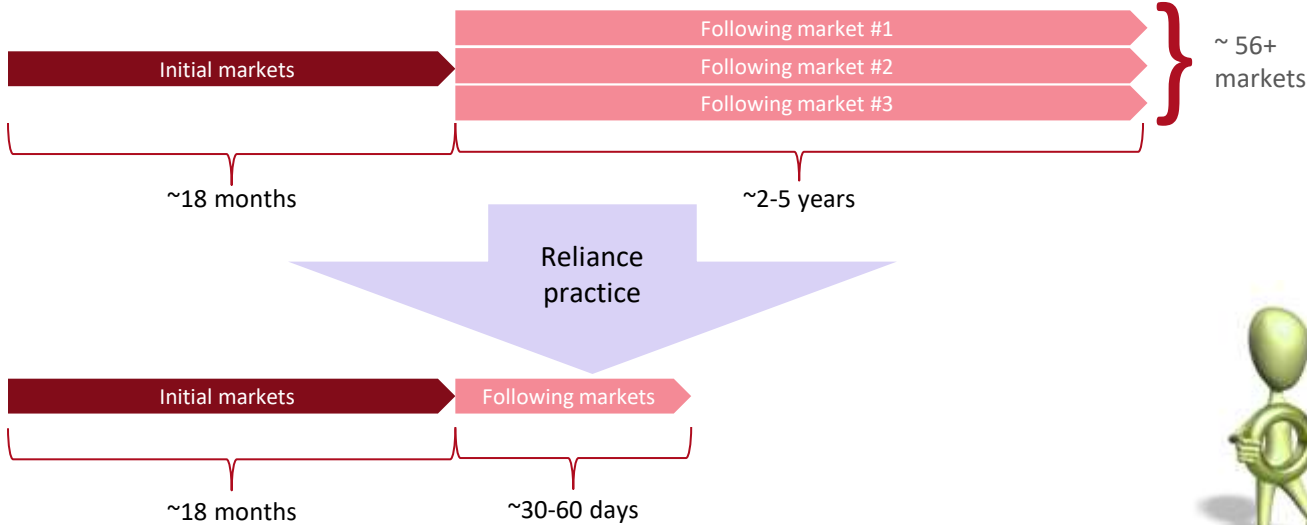 Following market #1
Initial markets
Following market #2
~ 56+
markets
Following market #3
~18 months
~2-5 years
Reliance
practice
Initial markets
Following markets
~18 months
~30-60 days